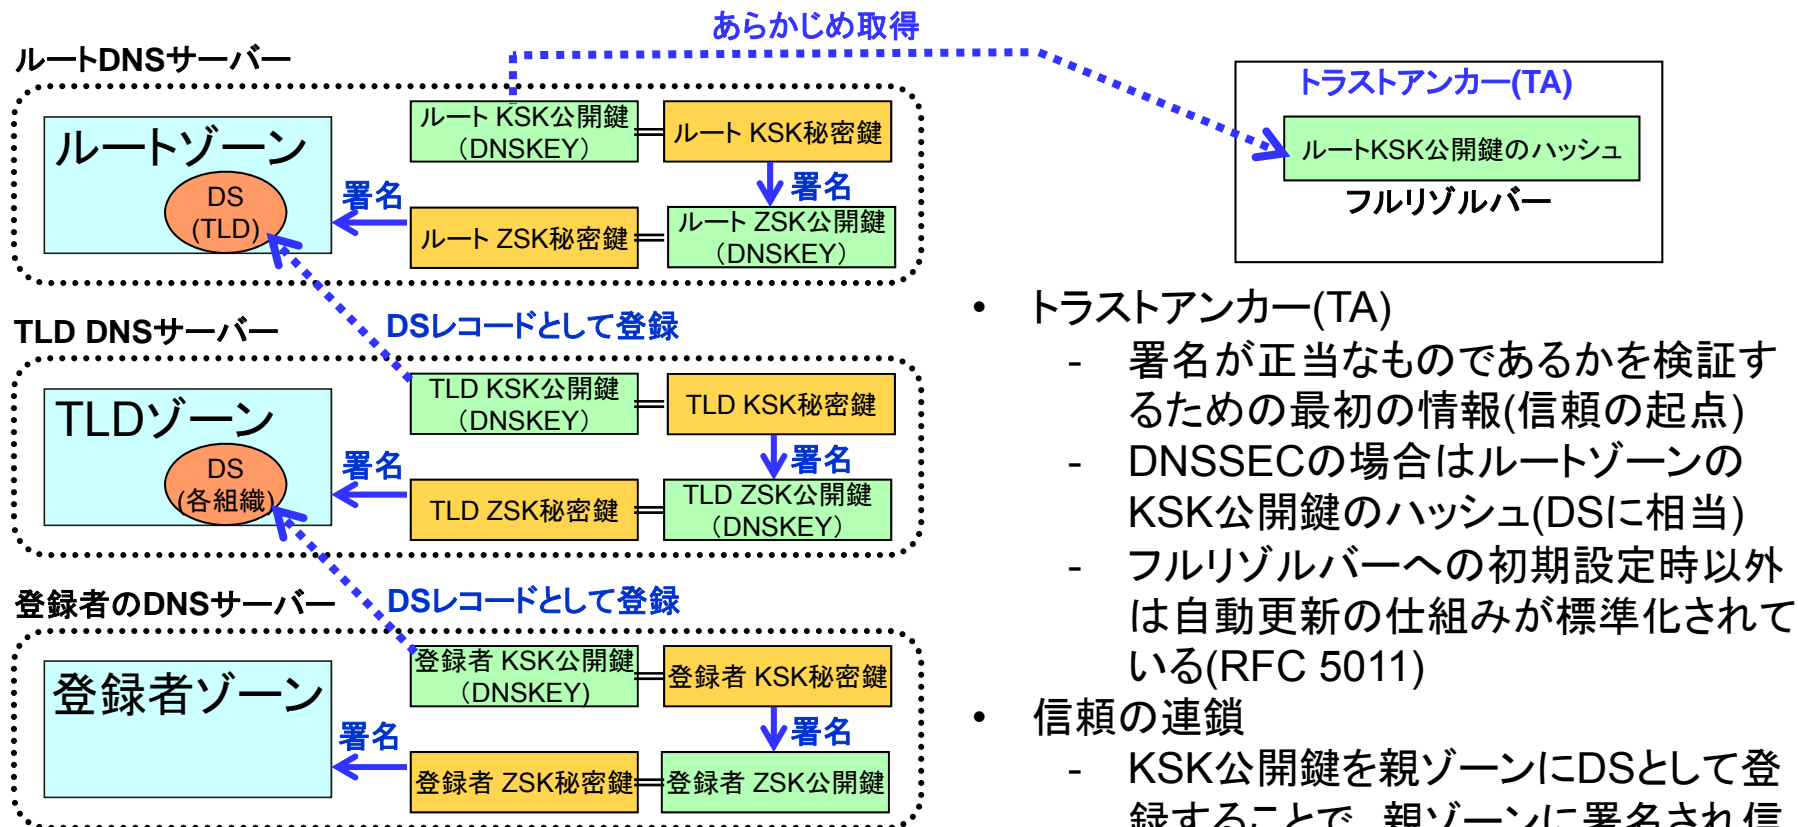 あらかじめ取得
ルートDNSサーバー
ルートゾーン
DS
(TLD)
署名
ルート KSK公開鍵
（DNSKEY）
ルート KSK秘密鍵
署名
ルート ZSK秘密鍵
ルート ZSK公開鍵
（DNSKEY）
トラストアンカー(TA)
ルートKSK公開鍵のハッシュ
フルリゾルバー
DSレコードとして登録
TLD DNSサーバー
TLDゾーン
DS
(各組織)
署名
TLD KSK公開鍵
（DNSKEY）
TLD KSK秘密鍵
署名
TLD ZSK秘密鍵
TLD ZSK公開鍵
（DNSKEY）
DSレコードとして登録
登録者のDNSサーバー
登録者ゾーン
署名
登録者 KSK公開鍵
（DNSKEY)
登録者 KSK秘密鍵
署名
登録者 ZSK秘密鍵
登録者 ZSK公開鍵
• トラストアンカー(TA)
- 署名が正当なものであるかを検証す
るための最初の情報(信頼の起点)
- DNSSECの場合はルートゾーンの
KSK公開鍵のハッシュ(DSに相当)
- フルリゾルバーへの初期設定時以外
は自動更新の仕組みが標準化されて
いる(RFC 5011)
• 信頼の連鎖
- KSK公開鍵を親ゾーンにDSとして登
録することで、親ゾーンに署名され信